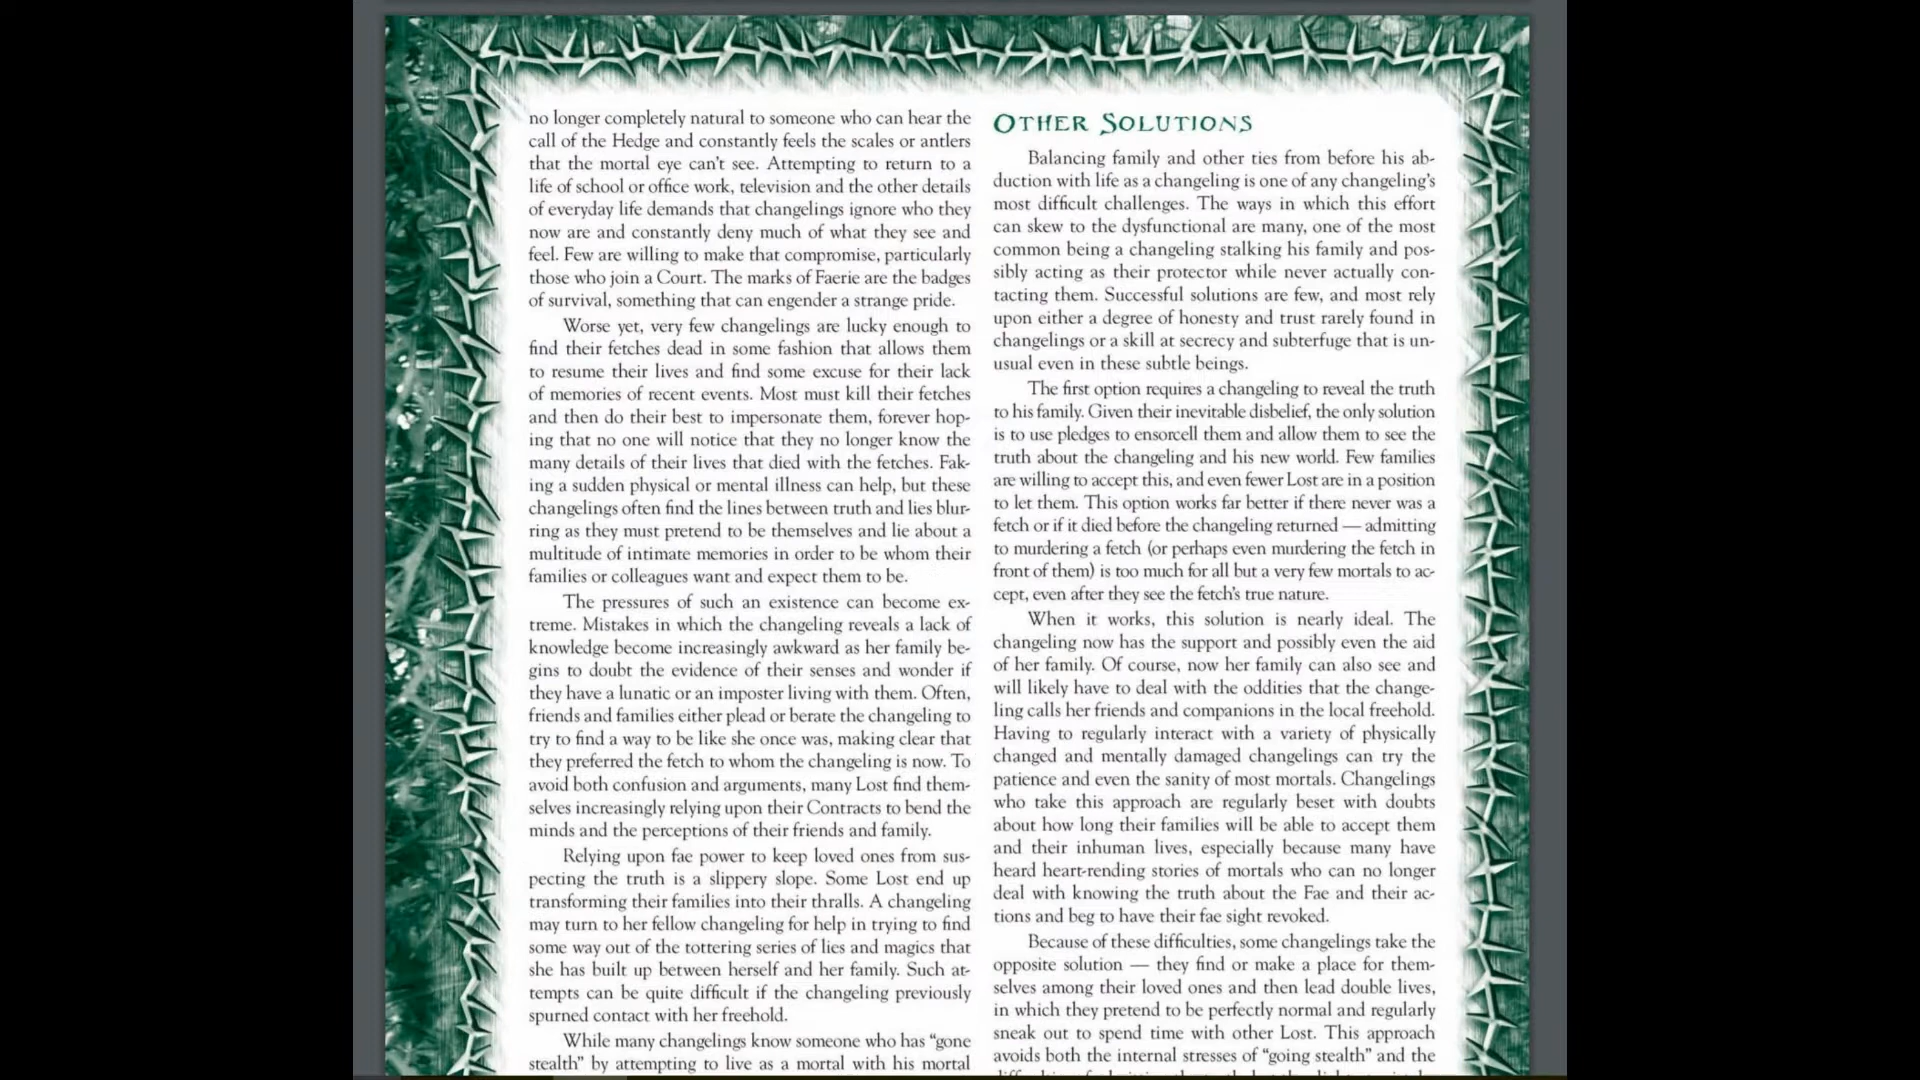 no longer completely natural to someone who can hear the
call of the Hedge and constantly feels the scales or antlers
that the mortal eye can't see. Attempting to return to a
life of school or office work, television and the other details
of everyday life demands that changelings ignore who they
now are and constantly deny much of what they see and
feel. Few are willing to make that compromise, particularly
those who join a Court. The marks of Faerie are the badges
of survival, something that can engender a strange pride.
Worse yet, very few changelings are lucky enough to
find their fetches dead in some fashion that allows them
to resume their lives and find some excuse for their lack
of memories of recent events. Most must kill their fetches
and then do their best to impersonate them, forever hop-
ing that no one will notice that they no longer know the
many details of their lives that died with the fetches. Fak-
ing a sudden physical or mental illness can help, but these
changelings often find the lines between truth and lies blur-
ring as they must pretend to be themselves and lie about a
multitude of intimate memories in order to be whom their
families or colleagues want and expect them to be.
The pressures of such an existence can become ex-
treme. Mistakes in which the changeling reveals a lack of
knowledge become increasingly awkward as her family be-
gins to doubt the evidence of their senses and wonder if
they have a lunatic or an imposter living with them. Often,
friends and families either plead or berate the changeling to
try to find a way to be like she once was, making clear that
they preferred the fetch to whom the changeling is now. To
avoid both confusion and arguments, many Lost find them-
selves increasingly relying upon their Contracts to bend the
minds and the perceptions of their friends and family.
Relying upon fae power to keep loved ones from sus-
pecting the truth is a slippery slope. Some Lost end up
transforming their families into their thralls. A changeling
may turn to her fellow changeling for help in trying to find
some way out of the tottering series of lies and magics that
she has built up between herself and her family. Such at-
tempts can be quite difficult if the changeling previously
spurned contact with her freehold.
While many changelings know someone who has “gone
stealth” by attempting to live as a mortal with his mortal
OTHER SOLUTIONS
Balancing family and other ties from before his ab-
duction with life as a changeling is one of any changeling's
most difficult challenges. The ways in which this effort
can skew to the dysfunctional are many, one of the most
common being a changeling stalking his family and pos-
sibly acting as their protector while never actually con-
tacting them. Successful solutions are few, and most rely
upon either a degree of honesty and trust rarely found in
changelings or a skill at secrecy and subterfuge that is un-
usual even in these subtle beings.
The first option requires a changeling to reveal the truth
to his family. Given their inevitable disbelief, the only solution
is to use pledges to ensorcell them and allow them to see the
truth about the changeling and his new world. Few families
are willing to accept this, and even fewer Lost are in a position
to let them. This option works far better if there never was a
fetch or if it died before the changeling returned — admitting
to murdering a fetch (or perhaps even murdering the fetch in
front of them) is too much for all but a very few mortals to ac-
cept, even after they see the fetch's true nature.
When it works, this solution is nearly ideal. The
changeling now has the support and possibly even the aid
of her family. Of course, now her family can also see and
will likely have to deal with the oddities that the change-
ling calls her friends and companions in the local freehold.
Having to regularly interact with a variety of physically
changed and mentally damaged changelings can try the
patience and even the sanity of most mortals. Changelings
who take this approach are regularly beset with doubts
about how long their families will be able to accept them
and their inhuman lives, especially because many have
heard heart-rending stories of mortals who can no longer
deal with knowing the truth about the Fae and their ac-
tions and beg to have their fae sight revoked.
Because of these difficulties, some changelings take the
opposite solution — they find or make a place for them-
selves among their loved ones and then lead double lives,
in which they pretend to be perfectly normal and regularly
sneak out to spend time with other Lost. This approach
avoids both the internal stresses of “going stealth” and the